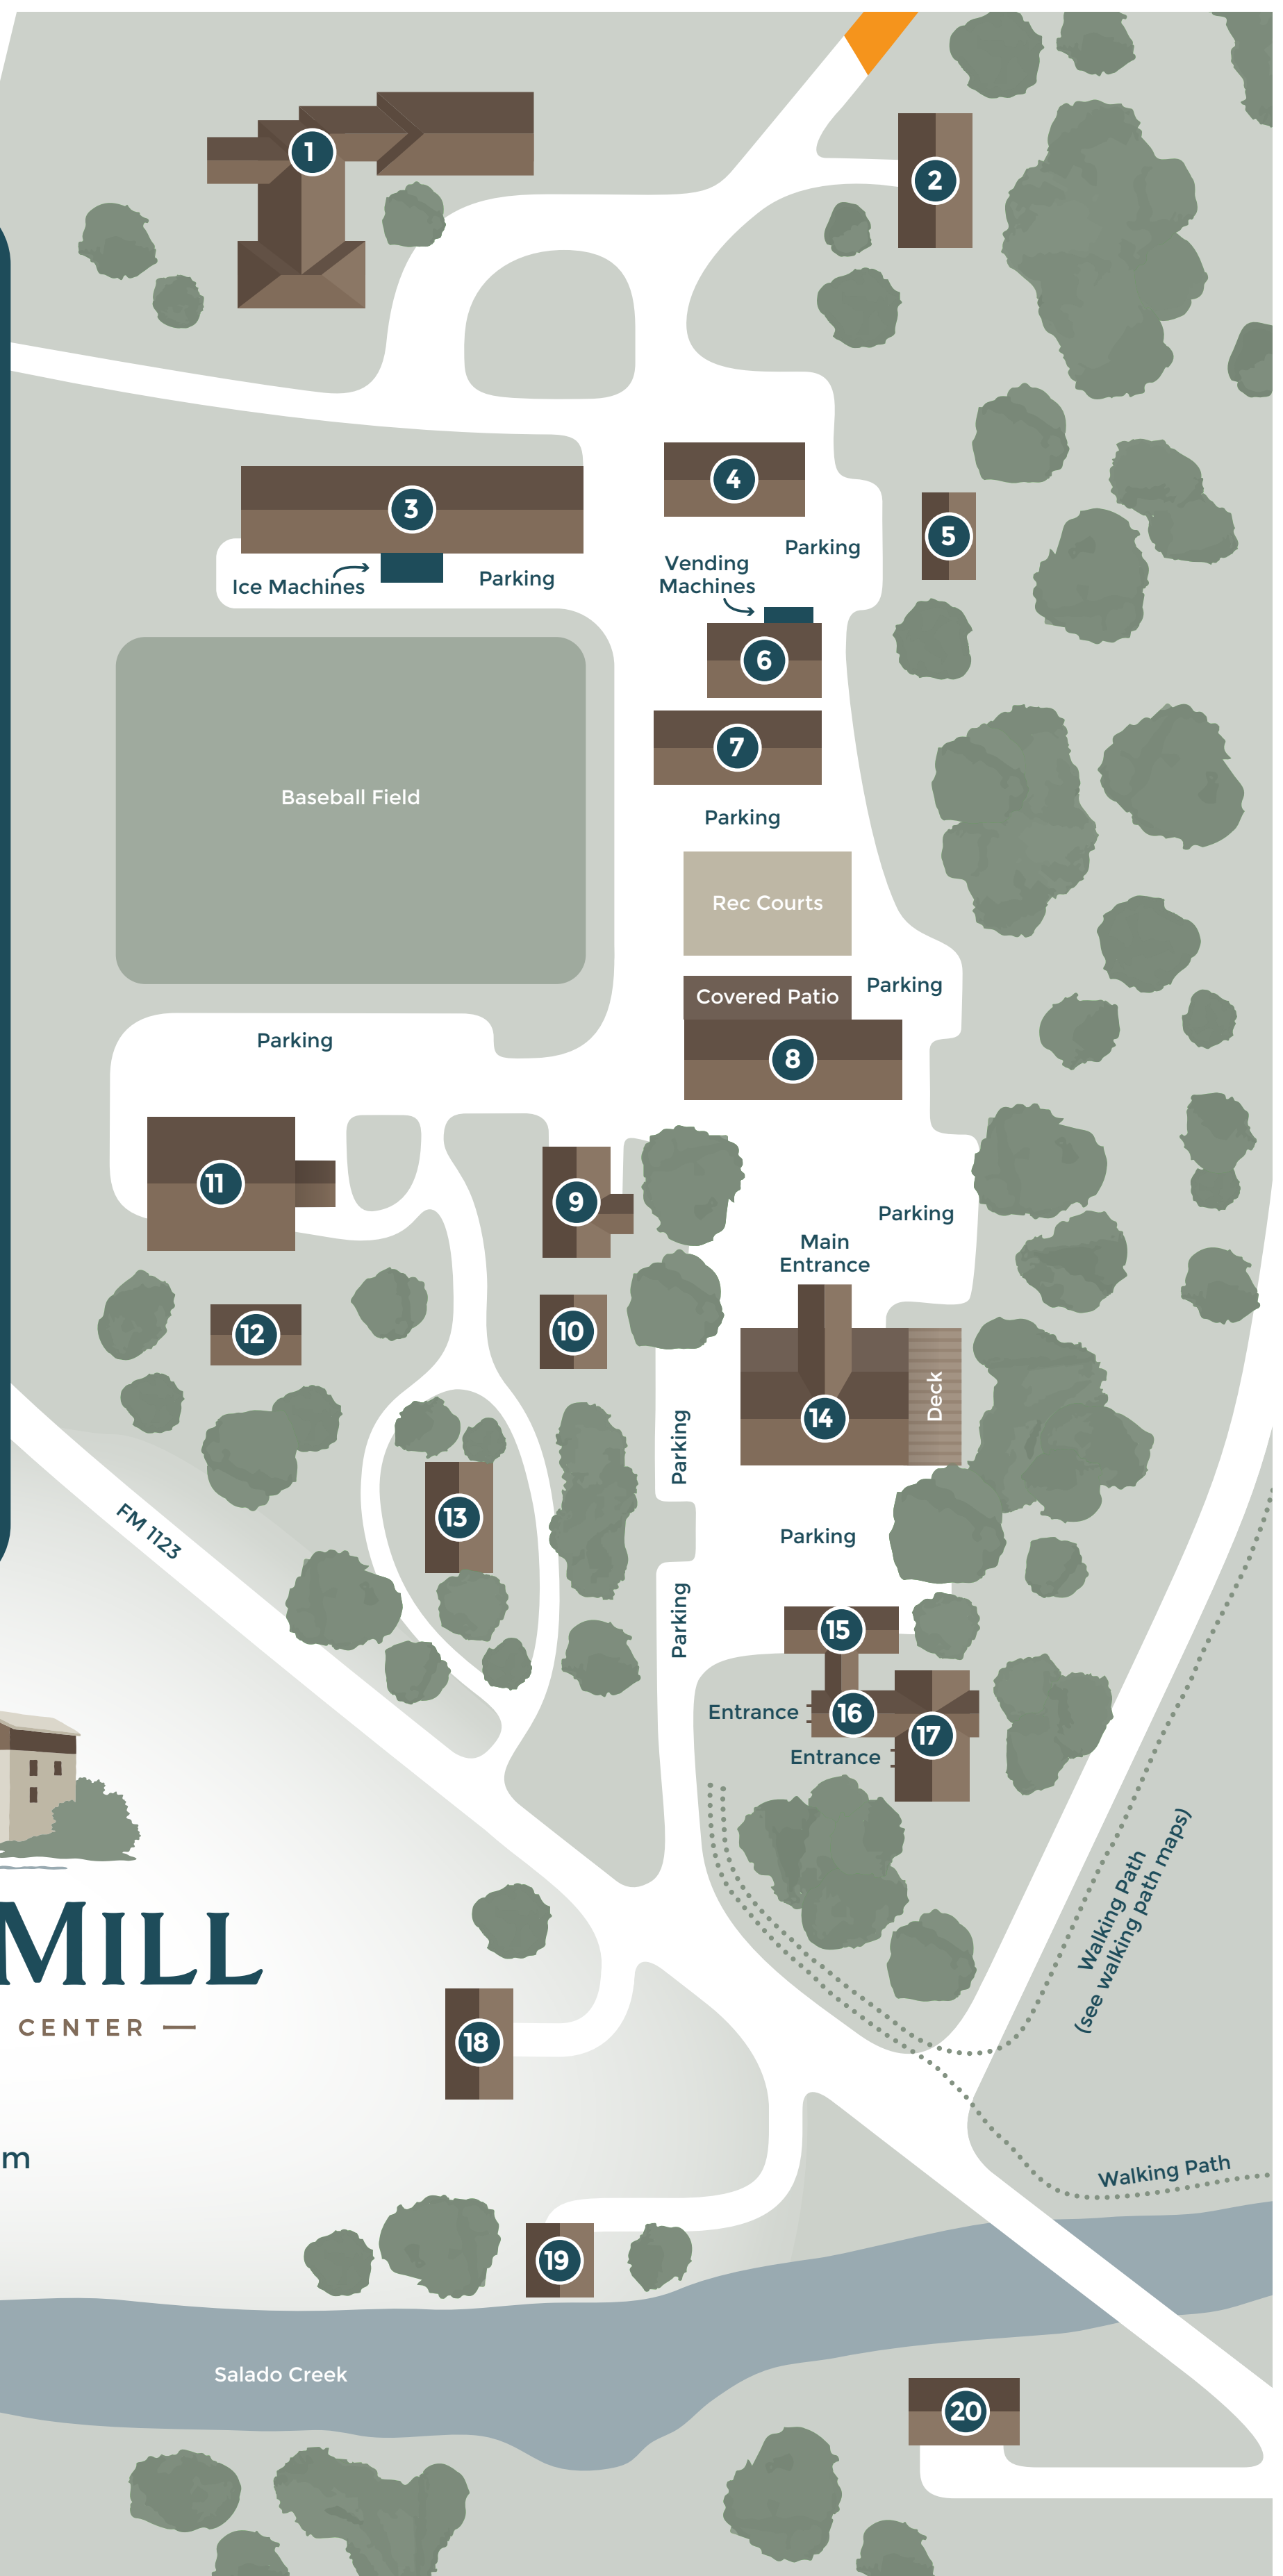 1
2
3
4
5
Parking
Vending
Machines
Ice Machines
Parking
6
7
Baseball Field
Parking
Rec Courts
Parking
Covered Patio
Parking
8
11
9
Parking
Main
Entrance
12
10
14
Deck
Parking
13
FM 1123
Parking
Parking
15
16
Entrance
17
Entrance
Walking Path
(see walking path maps)
MILL
CENTER
18
m
Walking Path
19
Salado Creek
20